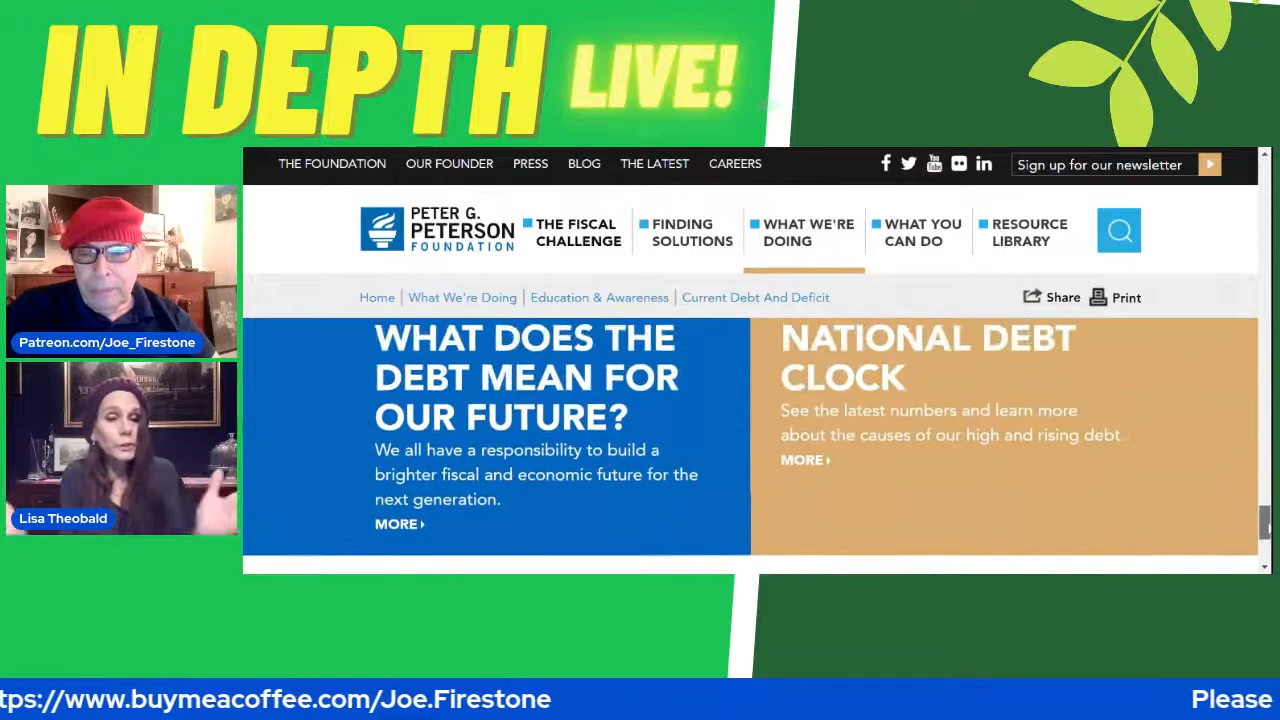 IN DEPTH LIVE!
THE FOUNDATION OUR FOUNDER PRESS BLOG THE LATEST CAREERS
Sign up for our newsletter
PETER G.
PETERSON
FOUNDATION
THE FISCAL
CHALLENGE
FINDING
SOLUTIONS
WHAT WE'RE
DOING
WHAT YOU
CAN DO
RESOURCE
LIBRARY
Home What We're Doing Education & Awareness Current Debt And Deficit
Share Print
WHAT DOES THE
DEBT MEAN FOR
OUR FUTURE?
We all have a responsibility to build a
brighter fiscal and economic future for the
next generation.
MORE
NATIONAL DEBT
CLOCK
See the latest numbers and learn more
about the causes of our high and rising debt.
MORE
Patreon.com/Joe_Firestone
Lisa Theobald
tps://www.buymeacoffee.com/Joe.Firestone
Please